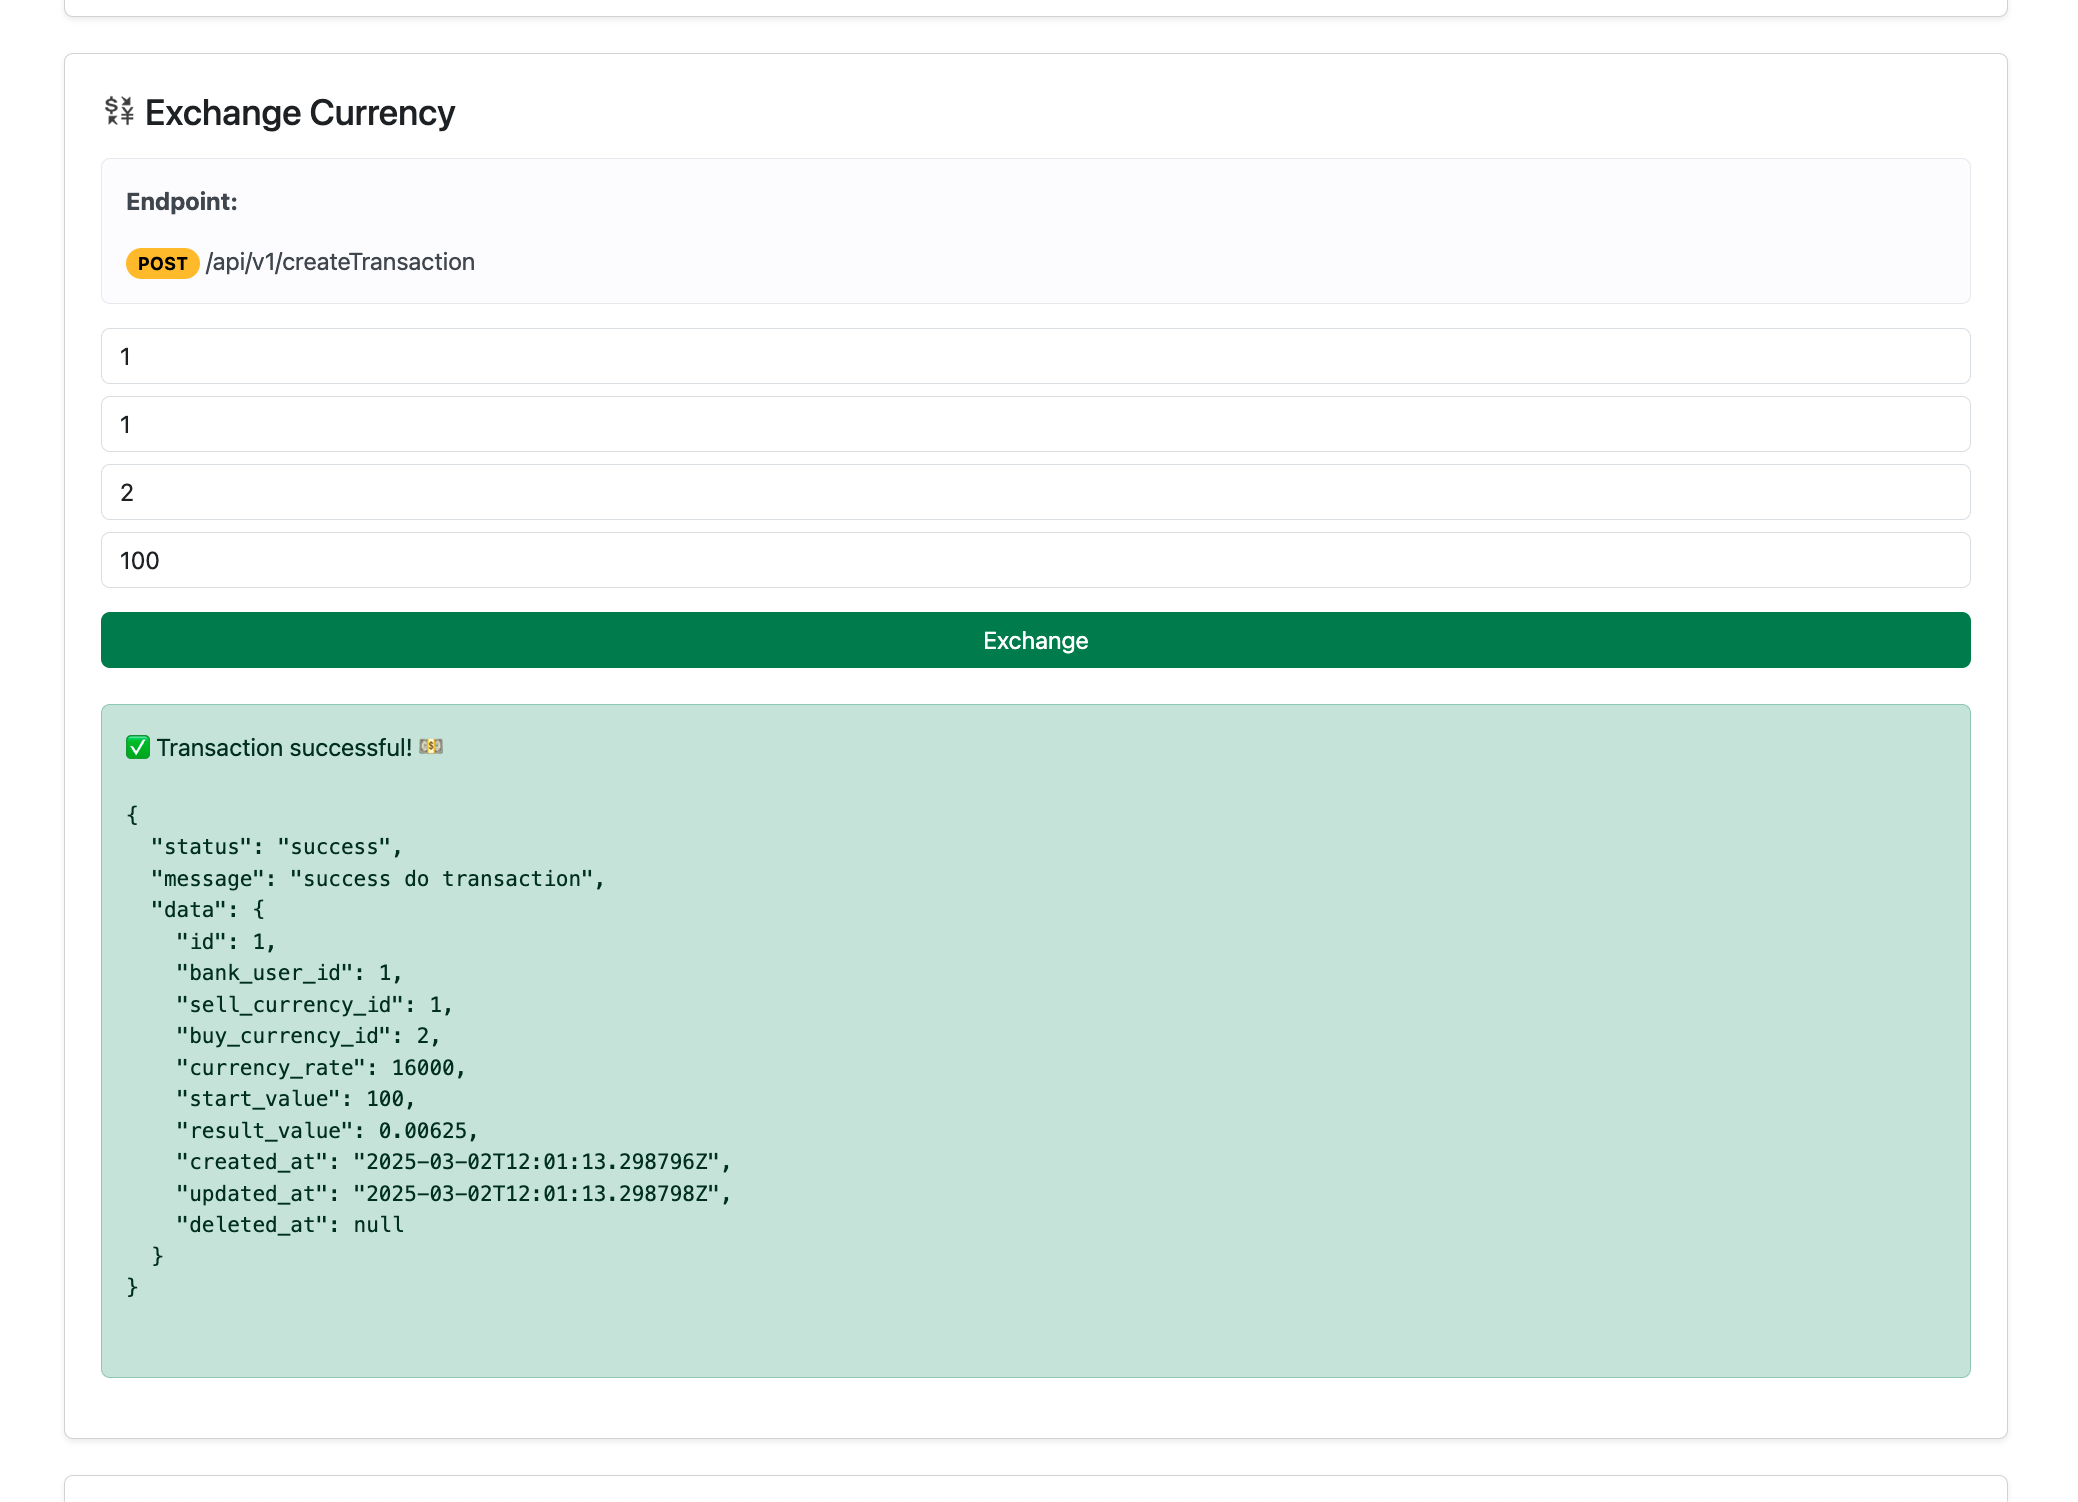 💱 Exchange Currency
Endpoint:
POST /api/v1/createTransaction
1
1
2
100
Exchange
✅ Transaction successful! 💵
{
  "status": "success",
  "message": "success do transaction",
  "data": {
    "id": 1,
    "bank_user_id": 1,
    "sell_currency_id": 1,
    "buy_currency_id": 2,
    "currency_rate": 16000,
    "start_value": 100,
    "result_value": 0.00625,
    "created_at": "2025-03-02T12:01:13.298796Z",
    "updated_at": "2025-03-02T12:01:13.298798Z",
    "deleted_at": null
  }
}